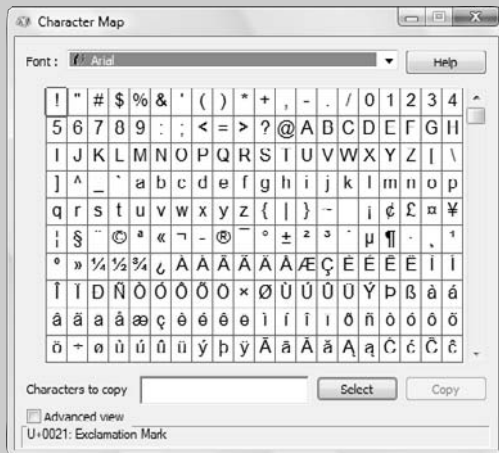 Character Map
Font : Arial Help
! " # $ % & ' ( ) * + , - . / 0 1 2 3 4
5 6 7 8 9 : ; < = > ? @ A B C D E F G H
I J K L M N O P Q R S T U V W X Y Z [ \
] ^ _ ` a b c d e f g h i j k l m n o p
q r s t u v w x y z { | } ~ ¡ ¢ £ ¤ ¥
¦ § ¨ © ª « ¬ - ® ¯ ° ± ² ³ ´ µ ¶ · ¸ ¹
º » ¼ ½ ¾ ¿ À Á Â Ã Ä Å Æ Ç È É Ê Ë Ì Í
Î Ï Ð Ñ Ò Ó Ô Õ Ö × Ø Ù Ú Û Ü Ý Þ ß à á
â ã ä å æ ç è é ê ë ì í î ï ð ñ ò ó ô õ
ö ÷ ø ù ú û ü ý þ ÿ Ā ā Ă ă Ą ą Ć ć Ĉ ĉ
Characters to copy Select Copy
Advanced view
U+0021: Exclamation Mark